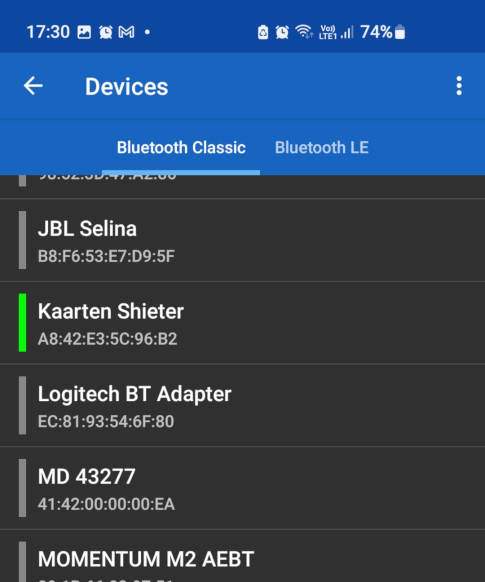 17:30 74%
Vo))
LTE1
Devices
Bluetooth Classic Bluetooth LE
JBL Selina
B8:F6:53:E7:D9:5F
Kaarten Shieter
A8:42:E3:5C:96:B2
Logitech BT Adapter
EC:81:93:54:6F:80
MD 43277
41:42:00:00:00:EA
MOMENTUM M2 AEBT